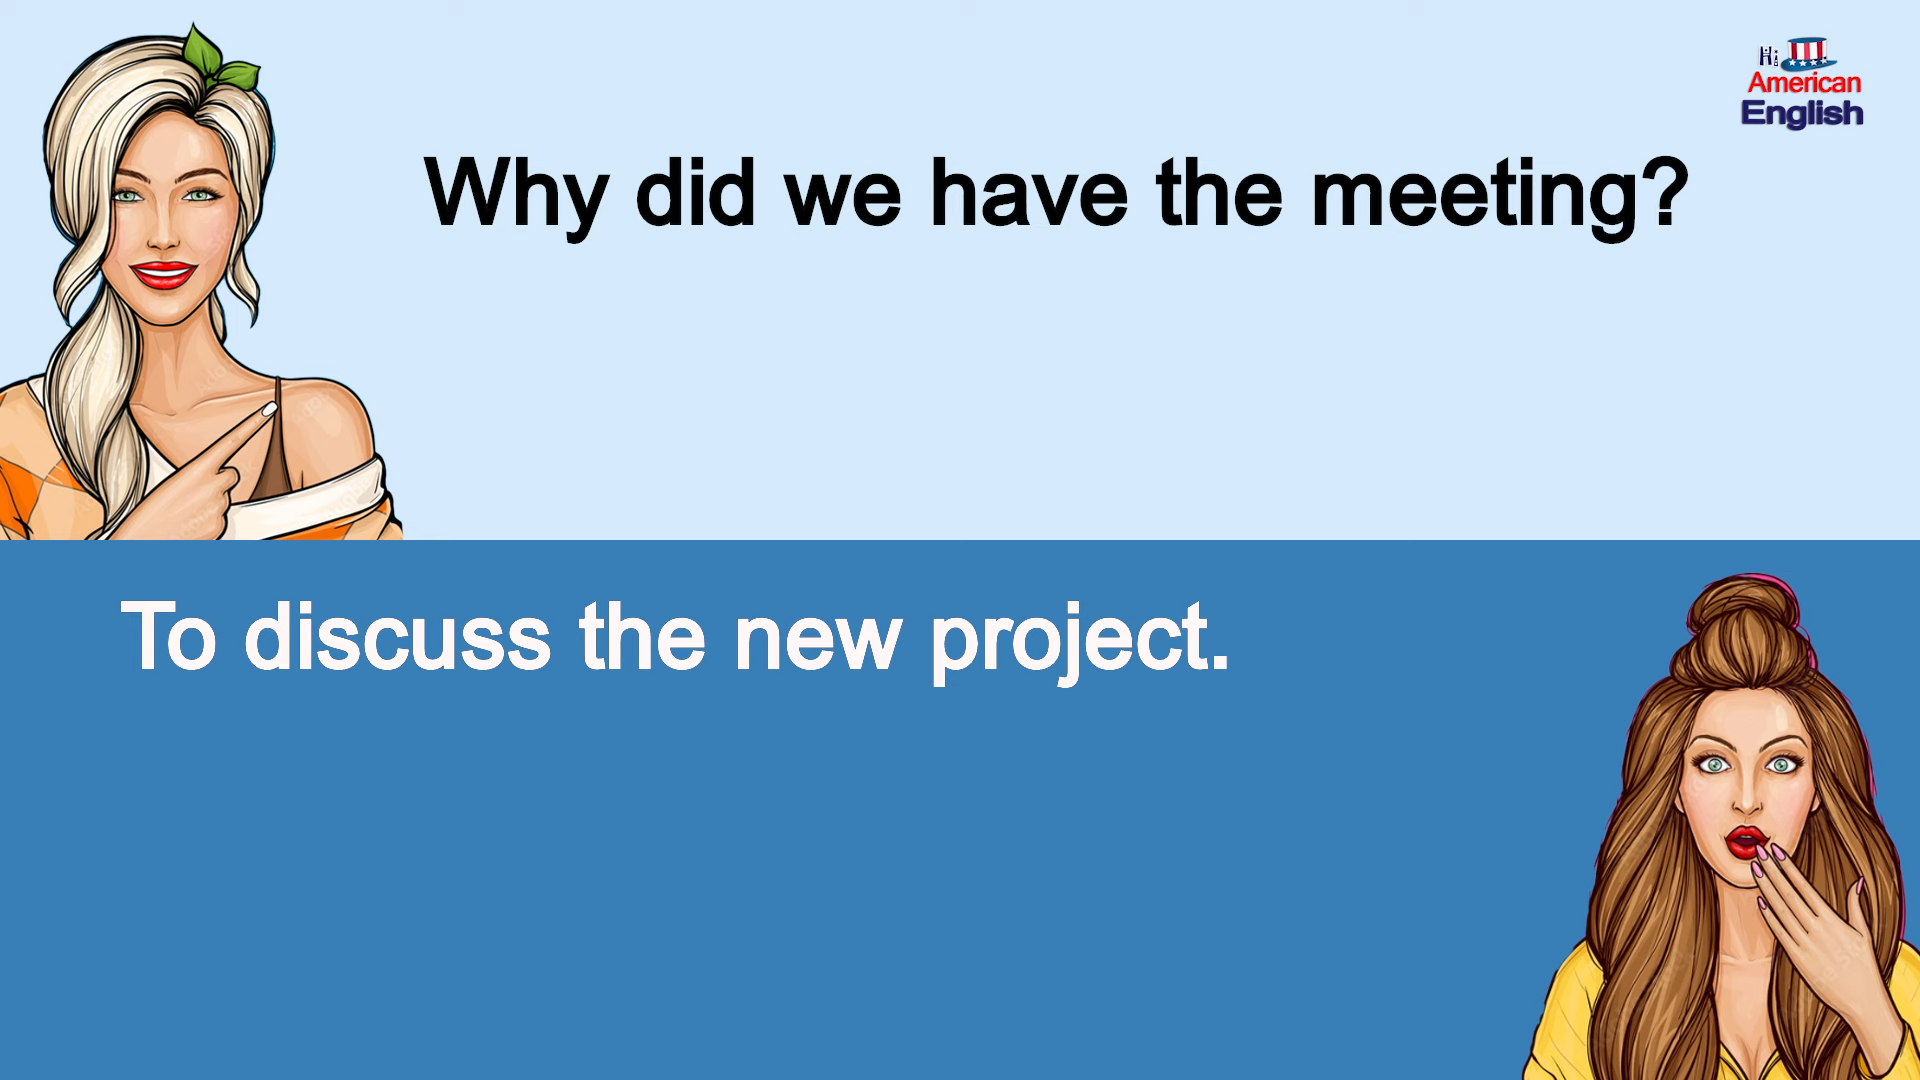 Hi
American
English
Why did we have the meeting?
To discuss the new project.